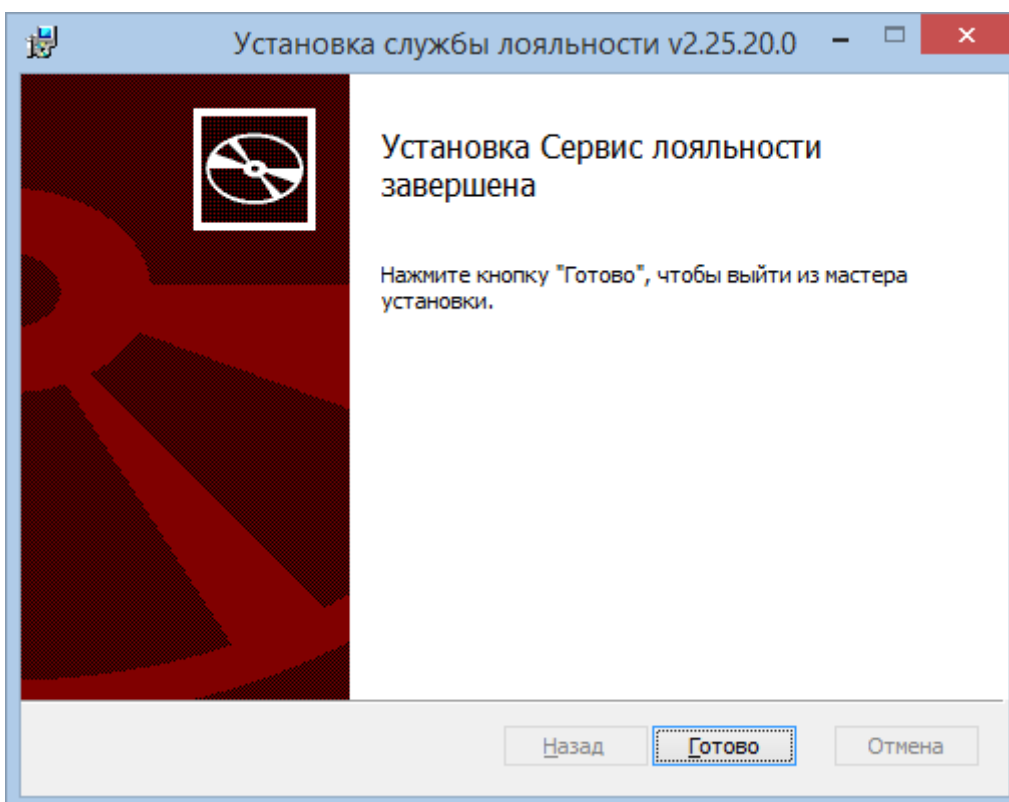 Установка службы лояльности v2.25.20.0
Установка Сервис лояльности
завершена
Нажмите кнопку "Готово", чтобы выйти из мастера
установки.
Назад
Готово
Отмена